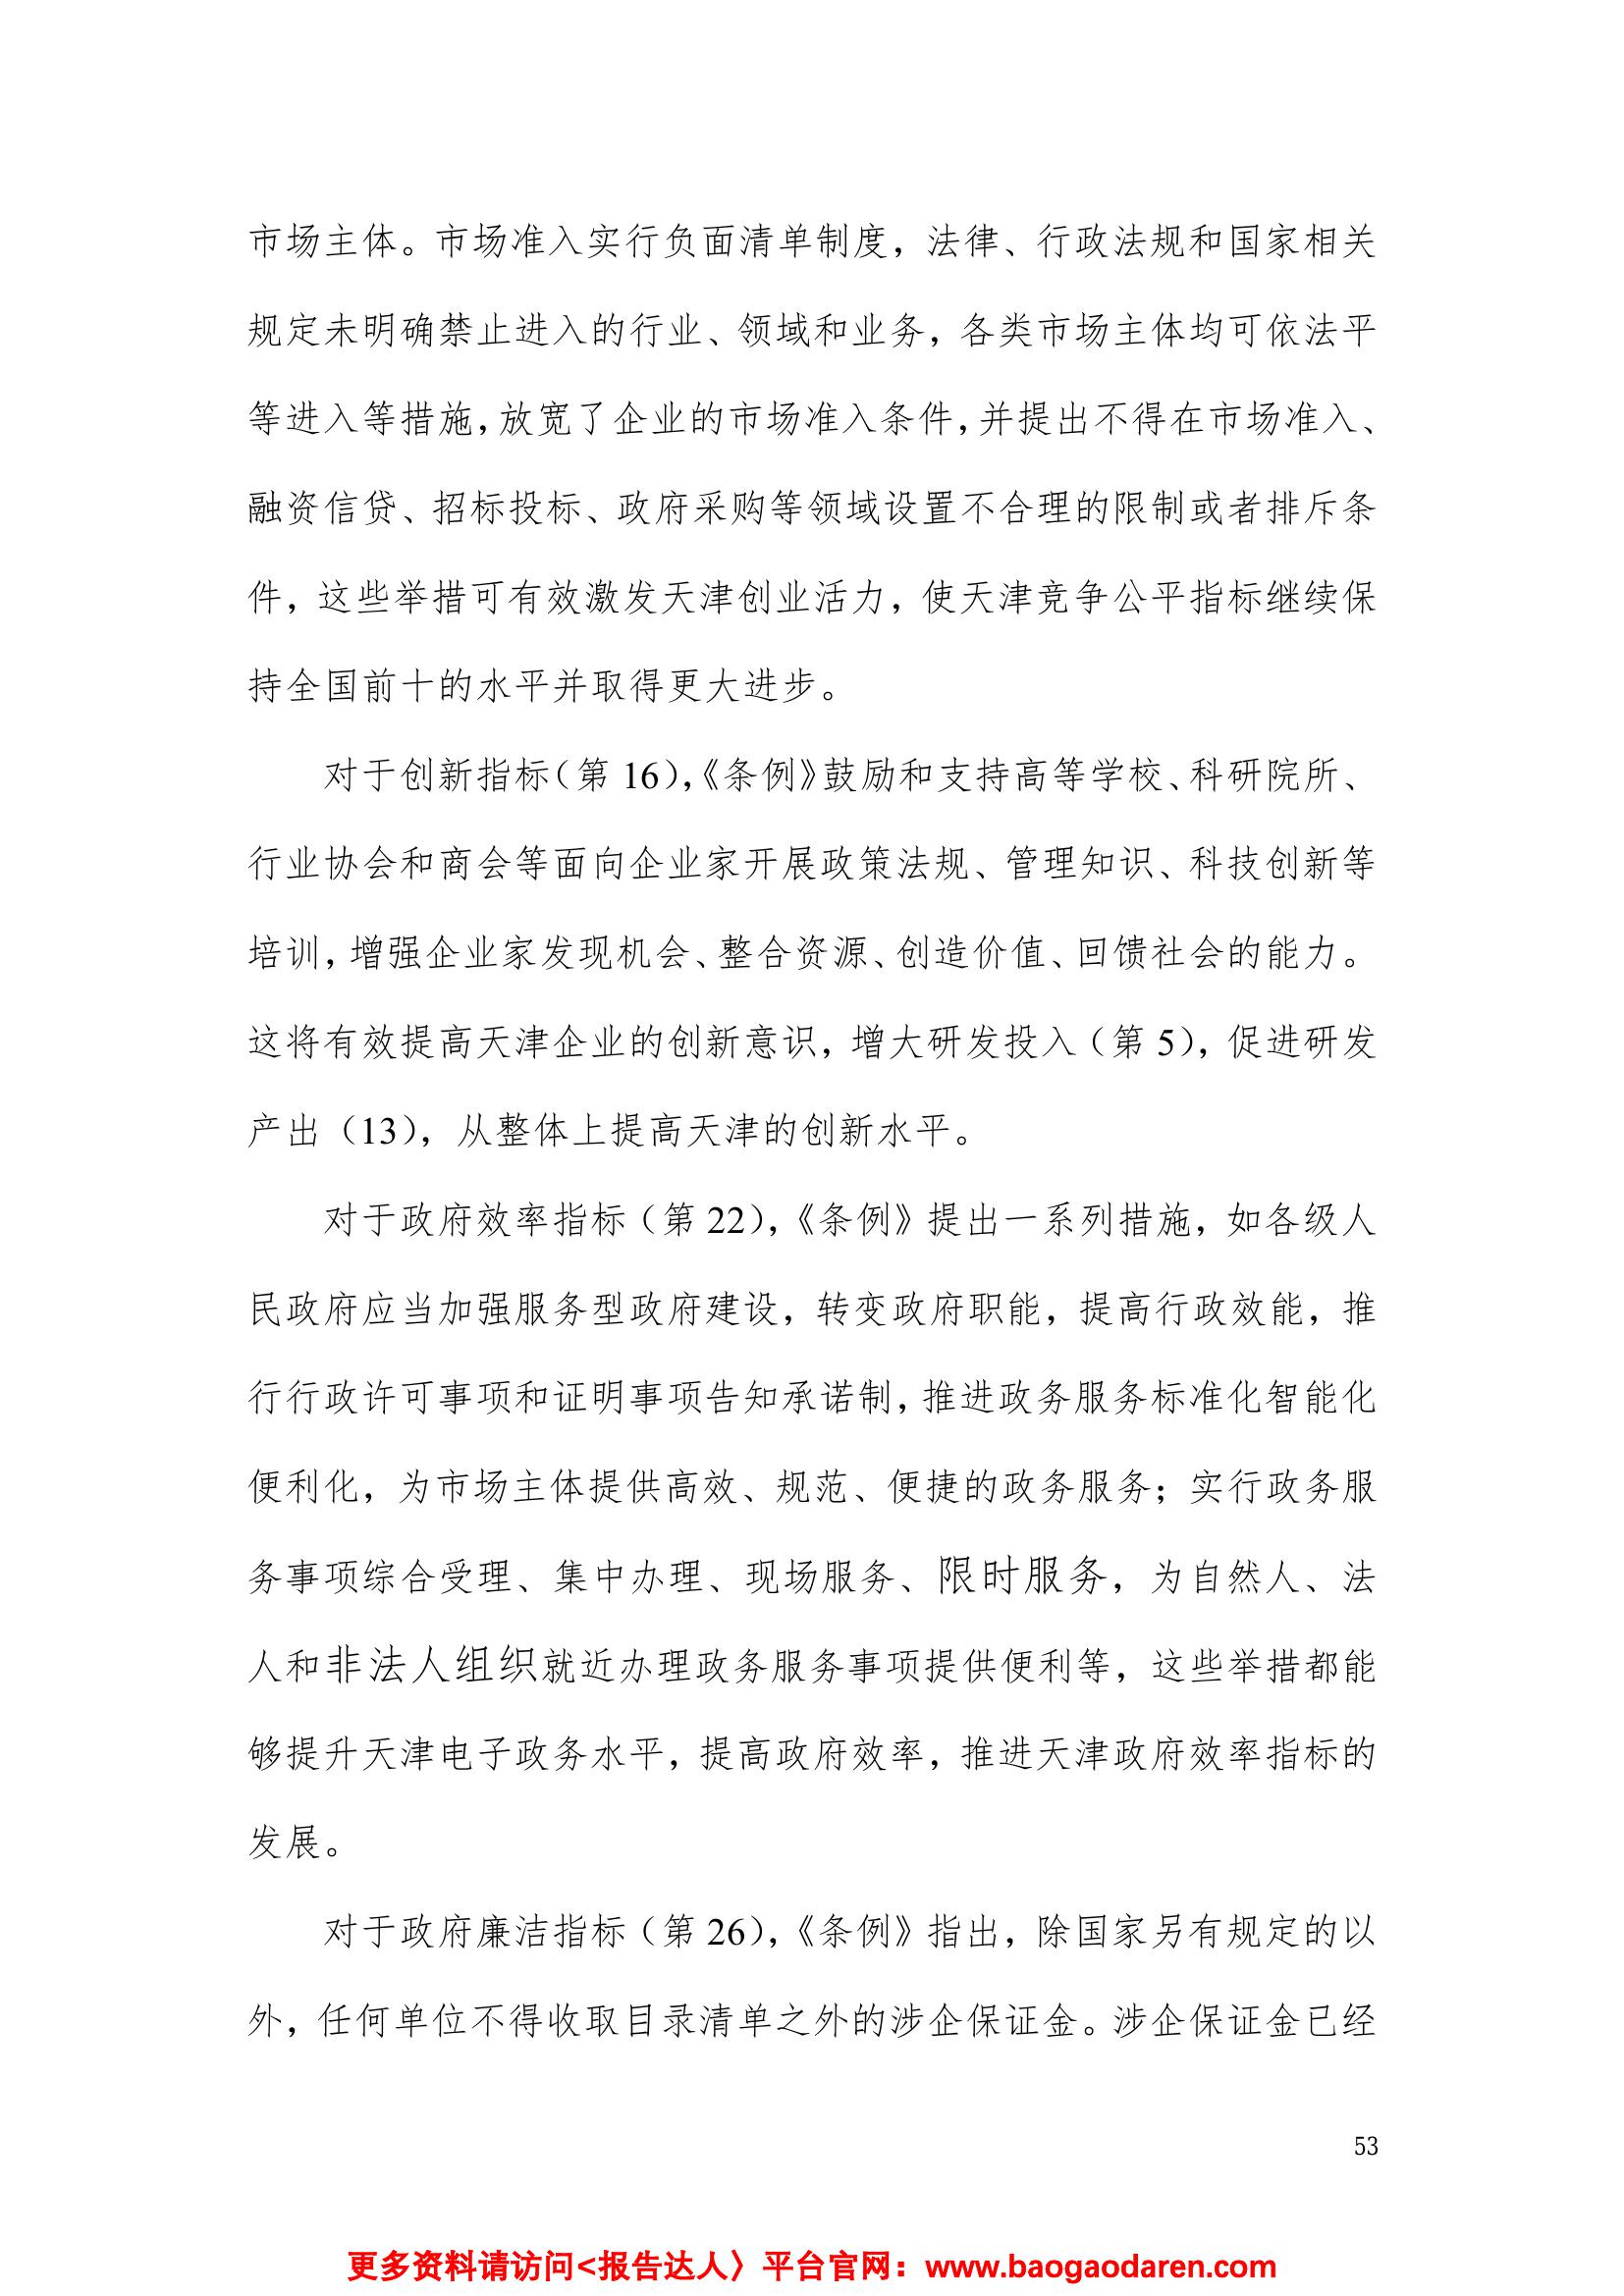 市场主体。市场准入实行负面清单制度，法律、行政法规和国家相关
规定未明确禁止进入的行业、领域和业务，各类市场主体均可依法平
等进入等措施，放宽了企业的市场准入条件，并提出不得在市场准入、
融资信贷、招标投标、政府采购等领域设置不合理的限制或者排斥条
件，这些举措可有效激发天津创业活力，使天津竞争公平指标继续保
持全国前十的水平并取得更大进步。
对于创新指标（第 16），《条例》鼓励和支持高等学校、科研院所、
行业协会和商会等面向企业家开展政策法规、管理知识、科技创新等
培训，增强企业家发现机会、整合资源、创造价值、回馈社会的能力。
这将有效提高天津企业的创新意识，增大研发投入（第 5），促进研发
产出（13），从整体上提高天津的创新水平。
对于政府效率指标（第 22），《条例》提出一系列措施，如各级人
民政府应当加强服务型政府建设，转变政府职能，提高行政效能，推
行行政许可事项和证明事项告知承诺制，推进政务服务标准化智能化
便利化，为市场主体提供高效、规范、便捷的政务服务；实行政务服
务事项综合受理、集中办理、现场服务、限时服务，为自然人、法
人和非法人组织就近办理政务服务事项提供便利等，这些举措都能
够提升天津电子政务水平，提高政府效率，推进天津政府效率指标的
发展。
对于政府廉洁指标（第 26），《条例》指出，除国家另有规定的以
外，任何单位不得收取目录清单之外的涉企保证金。涉企保证金已经
53
更多资料请访问<报告达人〉平台官网：www.baogaodaren.com